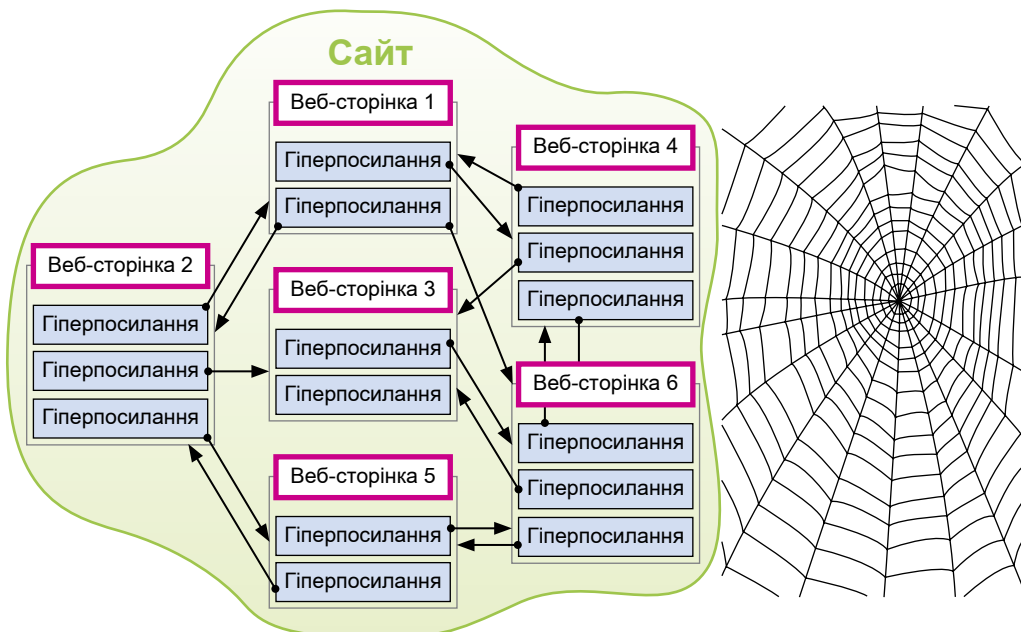 Сайт
Веб-сторінка 1
Гіперпосилання
Гіперпосилання
Веб-сторінка 2
Гіперпосилання
Гіперпосилання
Гіперпосилання
Веб-сторінка 3
Гіперпосилання
Гіперпосилання
Веб-сторінка 4
Гіперпосилання
Гіперпосилання
Гіперпосилання
Веб-сторінка 5
Гіперпосилання
Гіперпосилання
Веб-сторінка 6
Гіперпосилання
Гіперпосилання
Гіперпосилання